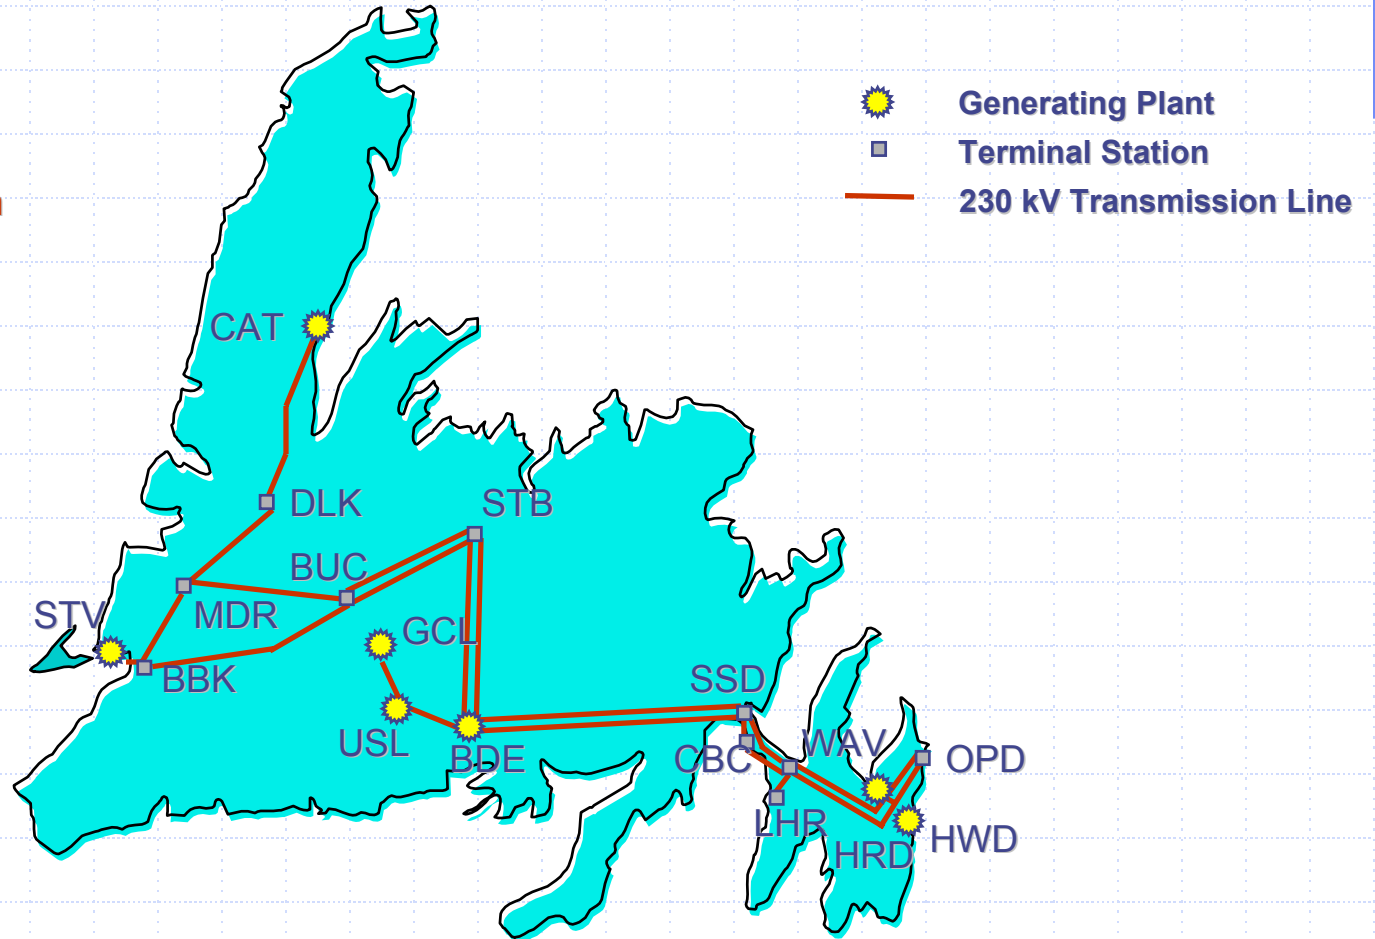 Generating Plant
Terminal Station
230 kV Transmission Line
CAT
DLK
STB
BUC
STV
MDR
GCL
BBK
SSD
USL
BDE
CBC
WAV
OPD
LHR
HRD
HWD